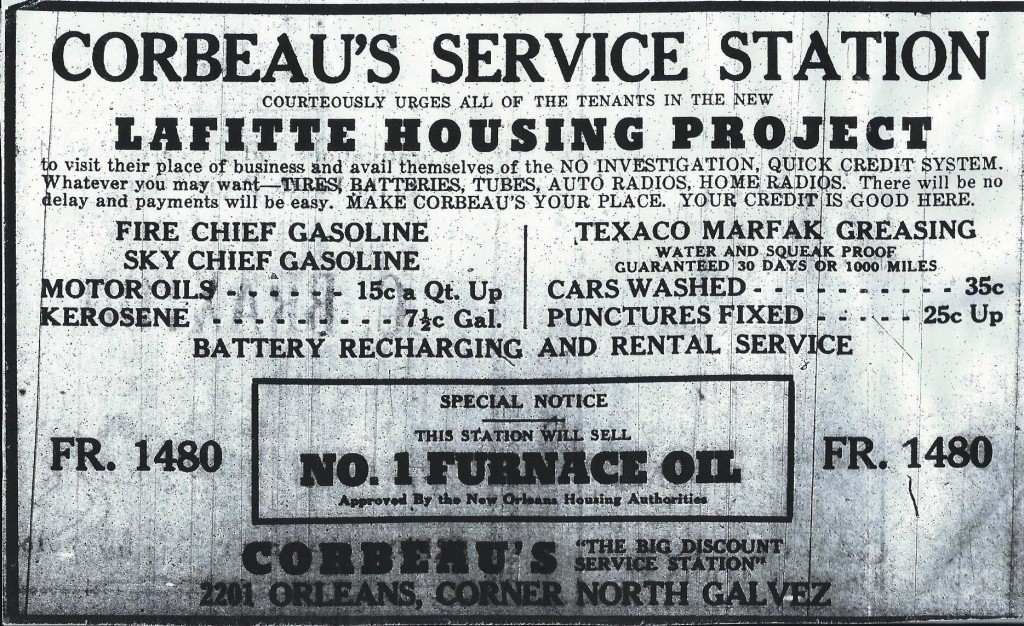 CORBEAU'S SERVICE STATION
COURTEOUSLY URGES ALL OF THE TENANTS IN THE NEW
LAFITTE HOUSING PROJECT
to visit their place of business and avail themselves of the NO INVESTIGATION, QUICK CREDIT SYSTEM.
Whatever you may want—TIRES, BATTERIES, TUBES, AUTO RADIOS, HOME RADIOS. There will be no
delay and payments will be easy. MAKE CORBEAU'S YOUR PLACE. YOUR CREDIT IS GOOD HERE.
FIRE CHIEF GASOLINE
SKY CHIEF GASOLINE
MOTOR OILS - - - - - - 15c a Qt. Up
KEROSENE - - - - - - - - - 7½c Gal.
TEXACO MARFAK GREASING
WATER AND SQUEAK PROOF
GUARANTEED 30 DAYS OR 1000 MILES
CARS WASHED - - - - - - - - - - 35c
PUNCTURES FIXED - - - - - 25c Up
BATTERY RECHARGING AND RENTAL SERVICE
FR. 1480
SPECIAL NOTICE
THIS STATION WILL SELL
NO. 1 FURNACE OIL
Approved By the New Orleans Housing Authorities
FR. 1480
CORBEAU'S "THE BIG DISCOUNT
SERVICE STATION"
2201 ORLEANS, CORNER NORTH GALVEZ